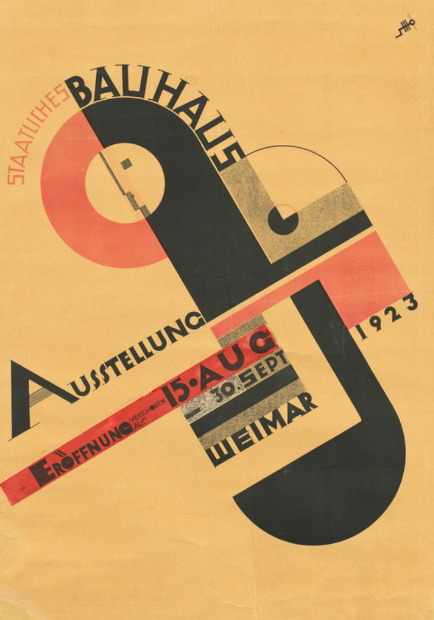 STAATLICHES
BAUHAUS
AUSSTELLUNG
1923
ERÖFFNUNG VERSCHOBEN AUF 15·AUG
- 30.SEPT
WEIMAR